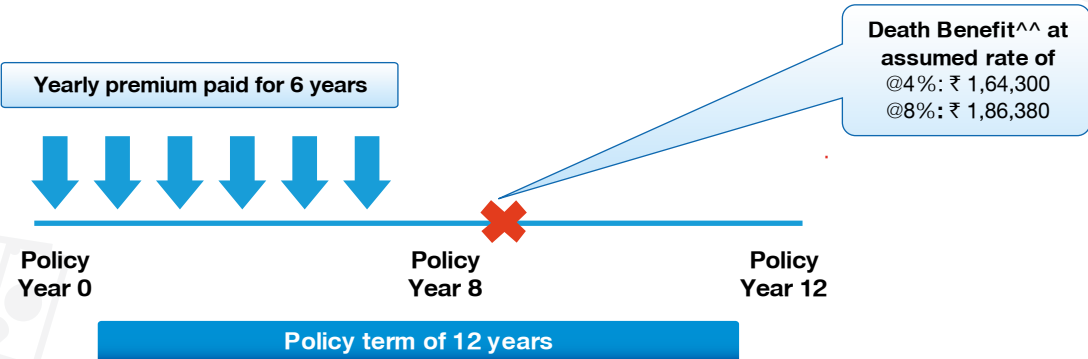 Death Benefit^^ at
assumed rate of
@4%: ₹ 1,64,300
@8%: ₹ 1,86,380
Yearly premium paid for 6 years
Policy
Year 0
Policy
Year 8
Policy
Year 12
Policy term of 12 years